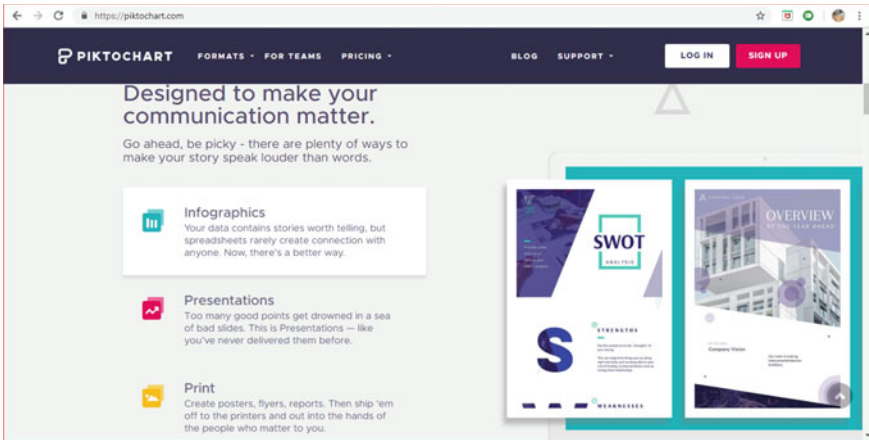 https://piktochart.com
PIKTOCHART FORMATS FOR TEAMS PRICING BLOG SUPPORT LOG IN SIGN UP
Designed to make your
communication matter.
Go ahead, be picky - there are plenty of ways to
make your story speak louder than words.
Infographics
Your data contains stories worth telling, but
spreadsheets rarely create connection with
anyone. Now, there's a better way.
Presentations
Too many good points get drowned in a sea
of bad slides. This is Presentations — like
you've never delivered them before.
Print
Create posters, flyers, reports. Then ship 'em
off to the printers and out into the hands of
the people who matter to you.
SWOT
ANALYSIS
S
STRENGTHS
WEAKNESSES
OVERVIEW
OF THE YEAR AHEAD
Company Vision